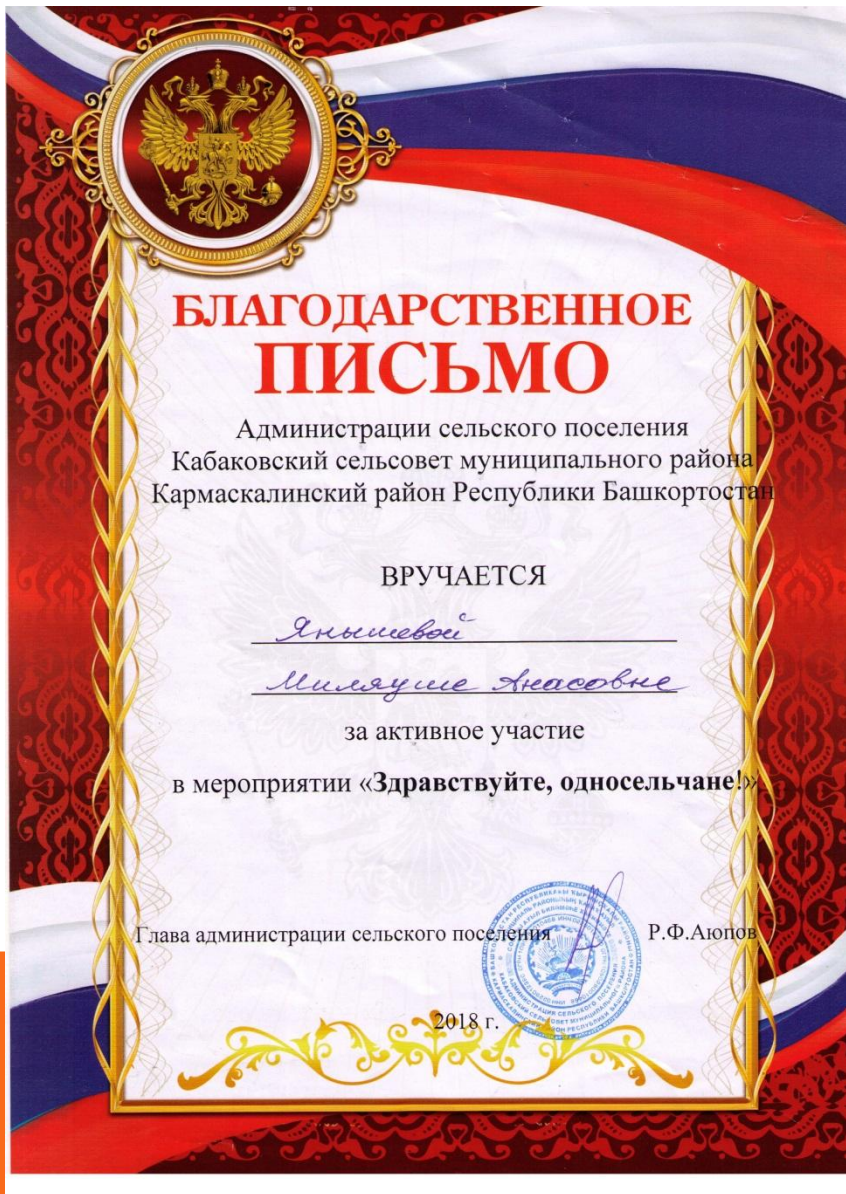 БЛАГОДАРСТВЕННОЕ
ПИСЬМО
Администрации сельского поселения
Кабаковский сельсовет муниципального района
Кармаскалинский район Республики Башкортостан
ВРУЧАЕТСЯ
Янышевой
Миляуше Анасовне
за активное участие
в мероприятии «Здравствуйте, односельчане!»
Глава администрации сельского поселения Р.Ф.Аюпов
2018 г.